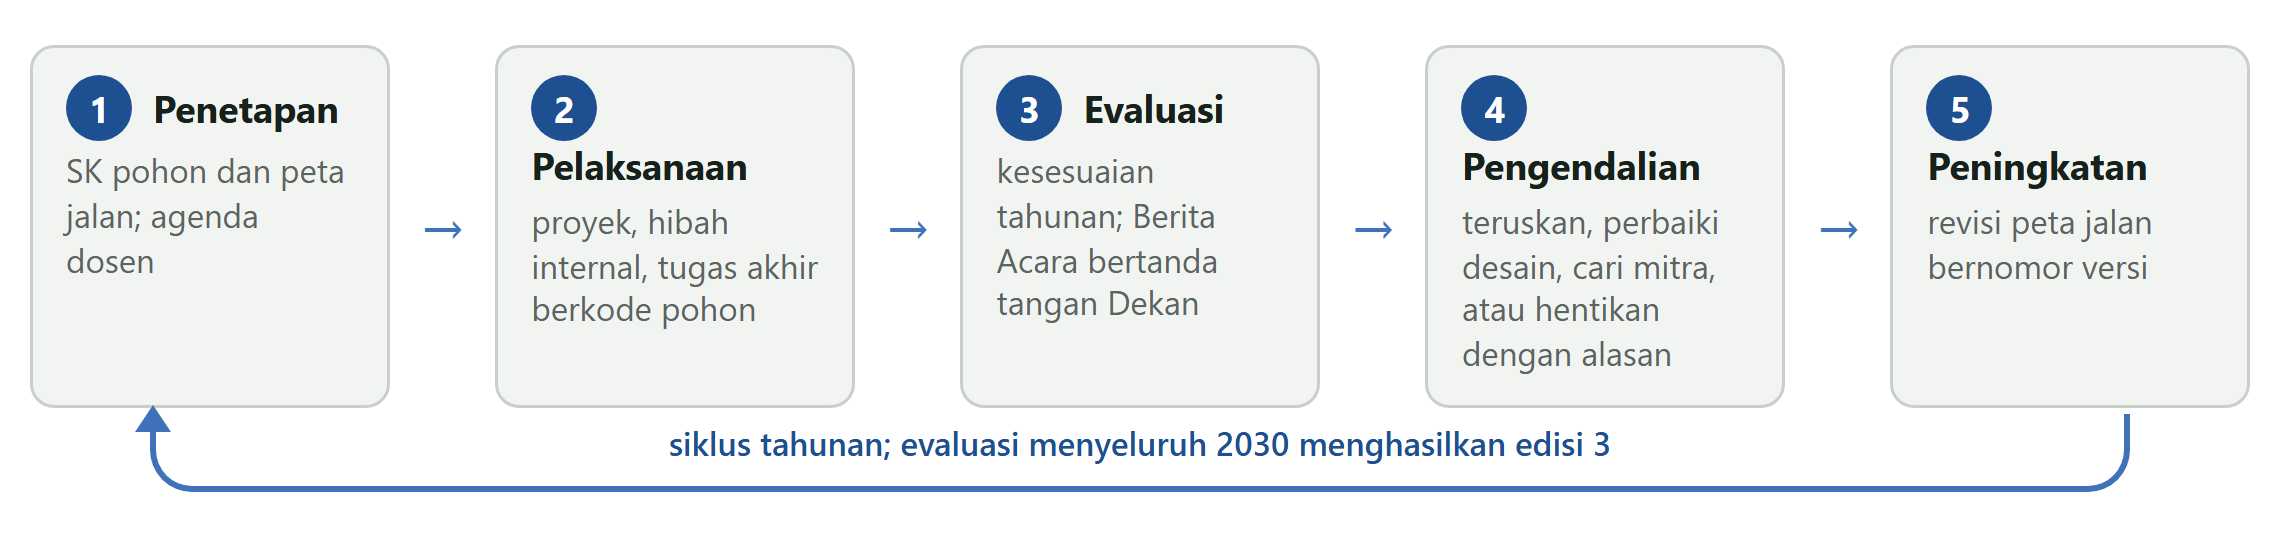 1 Penetapan
SK pohon dan peta
jalan; agenda
dosen
→
2
Pelaksanaan
proyek, hibah
internal, tugas akhir
berkode pohon
→
3 Evaluasi
kesesuaian
tahunan; Berita
Acara bertanda
tangan Dekan
→
4
Pengendalian
teruskan, perbaiki
desain, cari mitra,
atau hentikan
dengan alasan
→
5
Peningkatan
revisi peta jalan
bernomor versi
siklus tahunan; evaluasi menyeluruh 2030 menghasilkan edisi 3